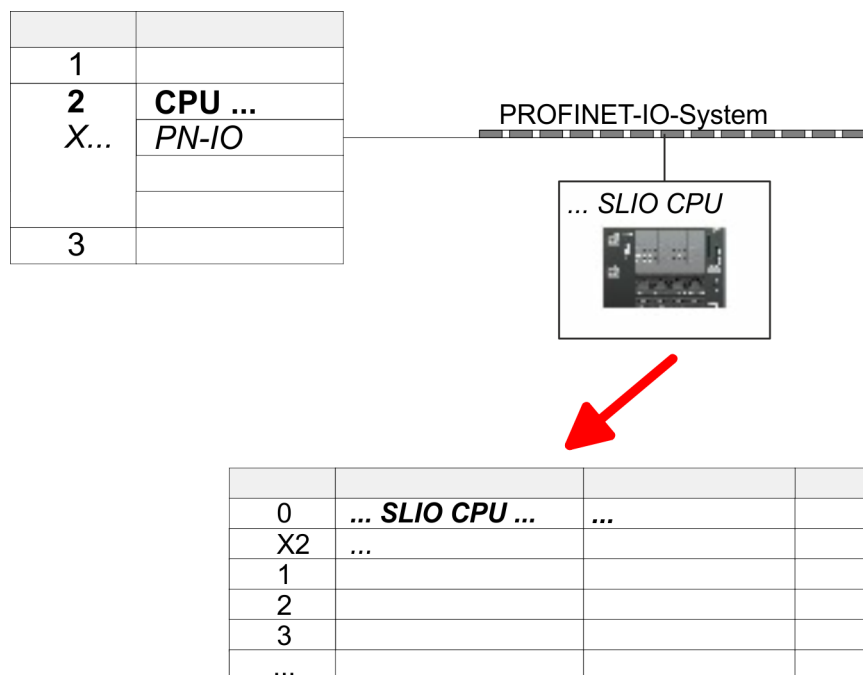 1
2 CPU ...
X... PN-IO
3
PROFINET-IO-System
... SLIO CPU
0 ... SLIO CPU ... ...
X2 ...
1
2
3
...